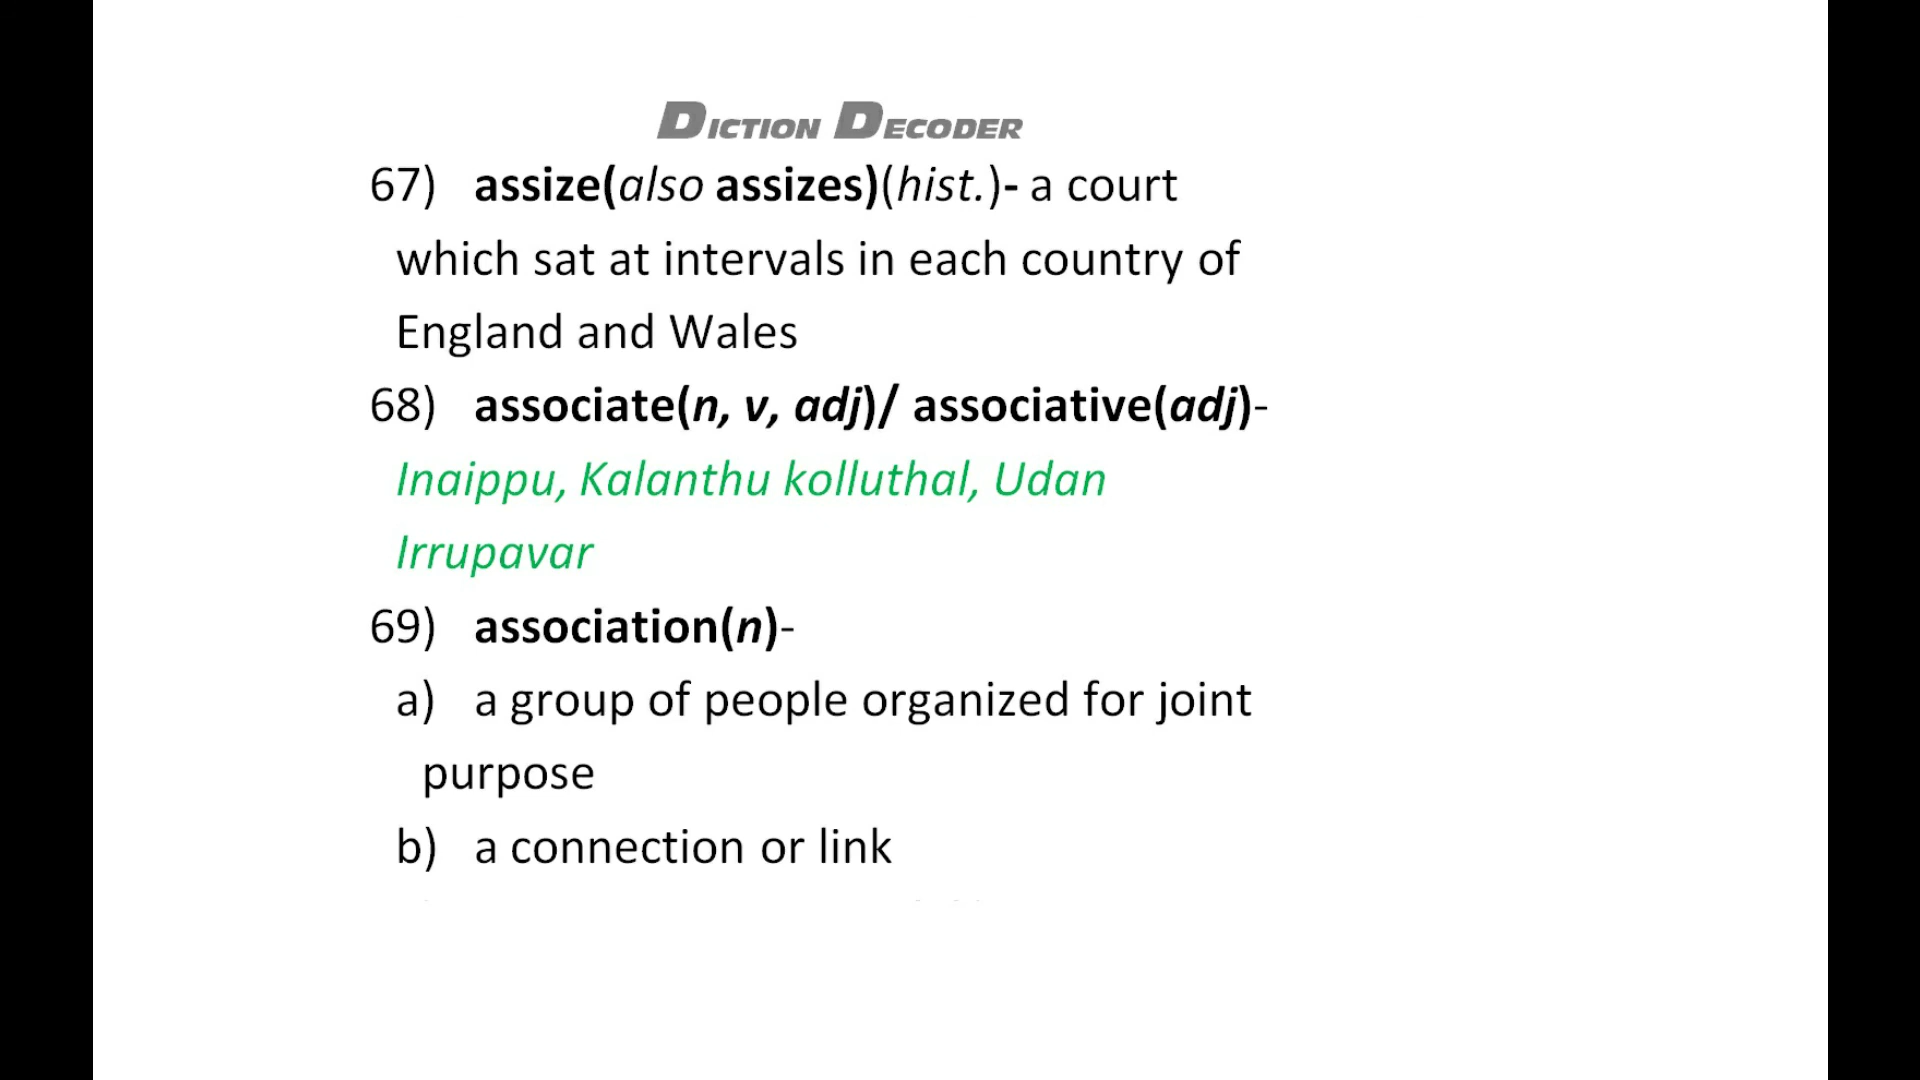 DICTION DECODER
67) assize(also assizes)(hist.)- a court
which sat at intervals in each country of
England and Wales
68) associate(n, v, adj)/ associative(adj)-
Inaippu, Kalanthu kolluthal, Udan
Irrupavar
69) association(n)-
a) a group of people organized for joint
purpose
b) a connection or link